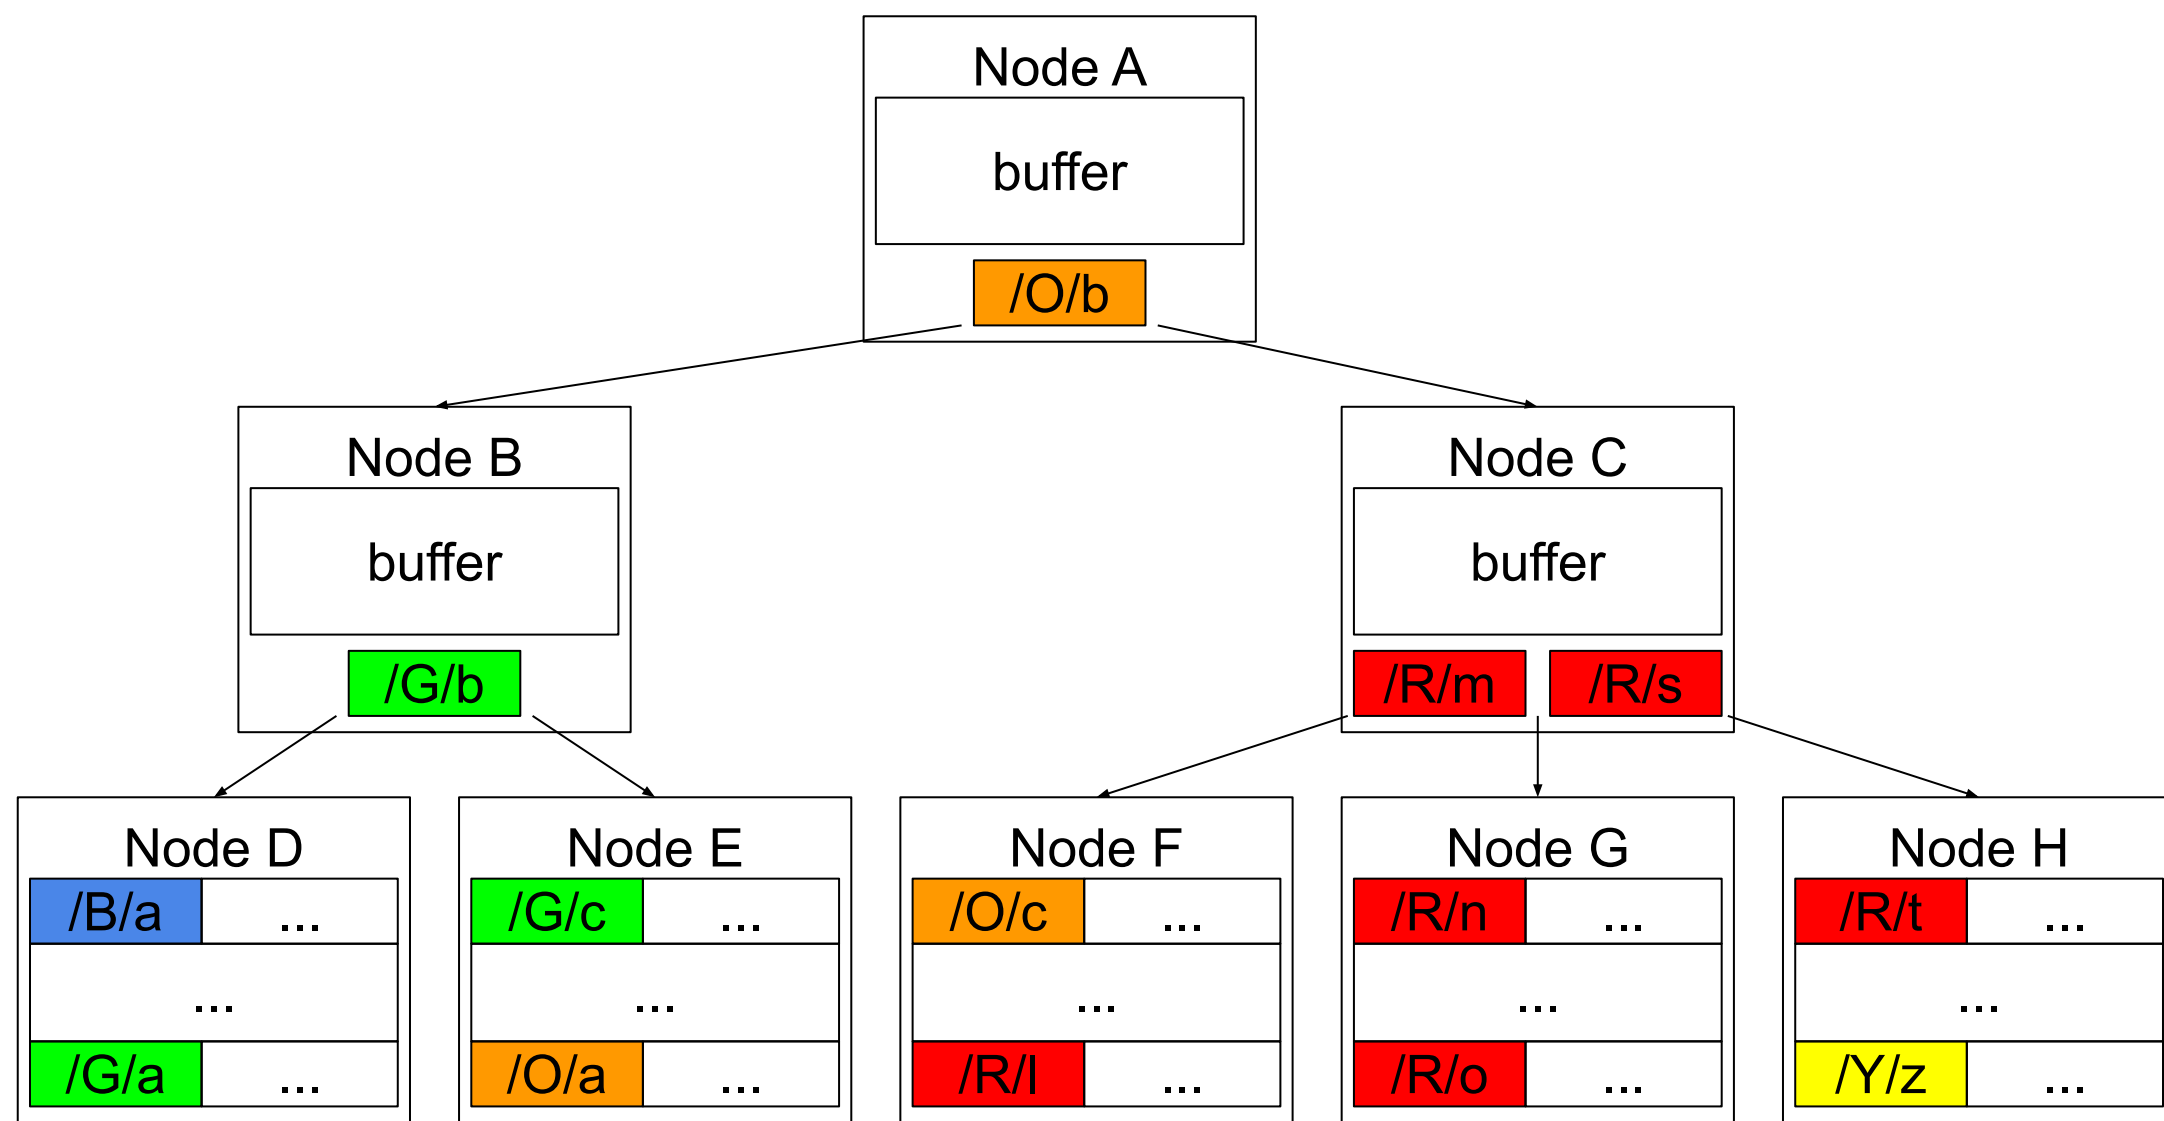 Node A
buffer
/O/b
Node B
Node C
buffer
buffer
/G/b
/R/m
/R/s
Node D
Node E
Node F
Node G
Node H
/B/a ...
/G/c ...
/O/c ...
/R/n ...
/R/t ...
...
...
...
...
...
/G/a ...
/O/a ...
/R/l ...
/R/o ...
/Y/z ...